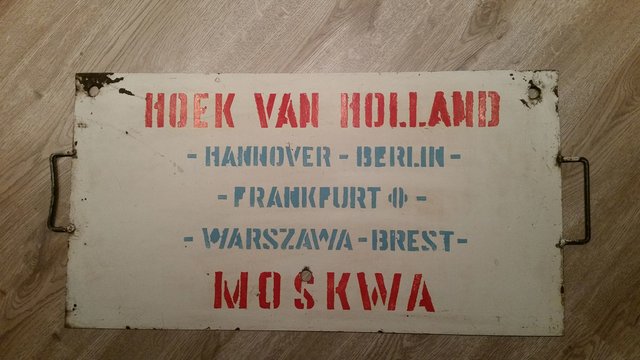 HOEK VAN HOLLAND
- HANNOVER - BERLIN -
- FRANKFURT (O) -
- WARSZAWA - BREST -
MOSKWA